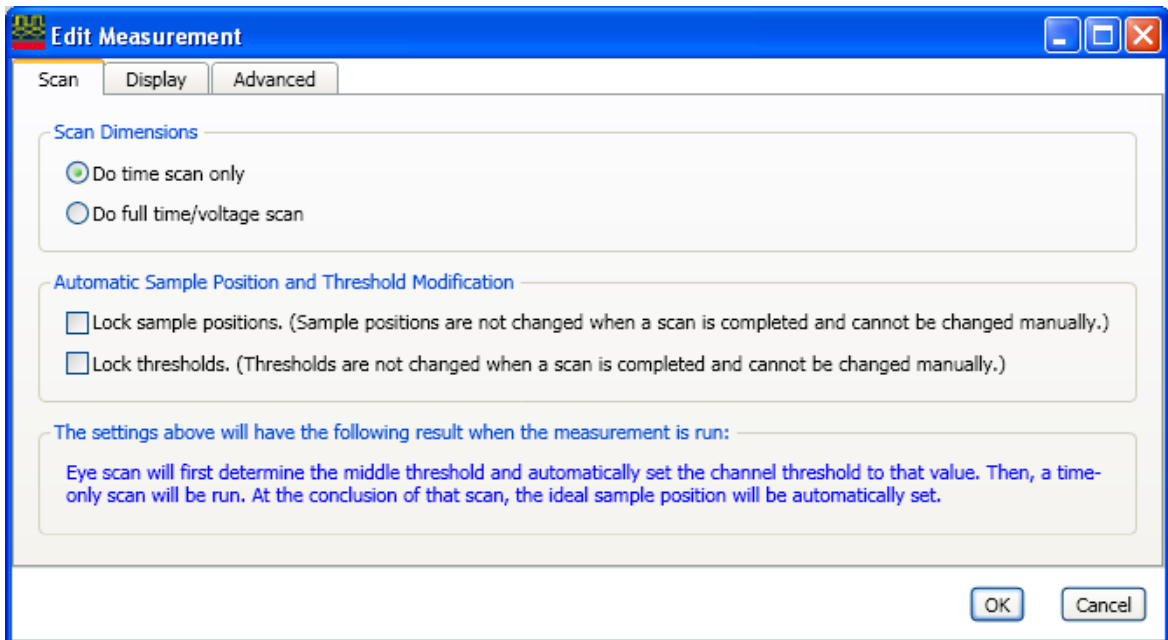 Edit Measurement
Scan
Display
Advanced
Scan Dimensions
Do time scan only
Do full time/voltage scan
Automatic Sample Position and Threshold Modification
Lock sample positions. (Sample positions are not changed when a scan is completed and cannot be changed manually.)
Lock thresholds. (Thresholds are not changed when a scan is completed and cannot be changed manually.)
The settings above will have the following result when the measurement is run:
Eye scan will first determine the middle threshold and automatically set the channel threshold to that value. Then, a time-
only scan will be run. At the conclusion of that scan, the ideal sample position will be automatically set.
OK
Cancel